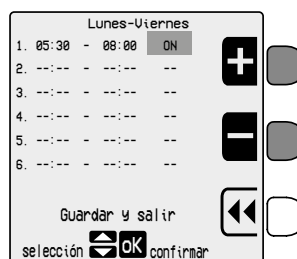 Lunes-Viernes
1. 05:30 - 08:00 ON
2. --:-- - --:-- --
3. --:-- - --:-- --
4. --:-- - --:-- --
5. --:-- - --:-- --
6. --:-- - --:-- --
Guardar y salir
selección OK confirmar